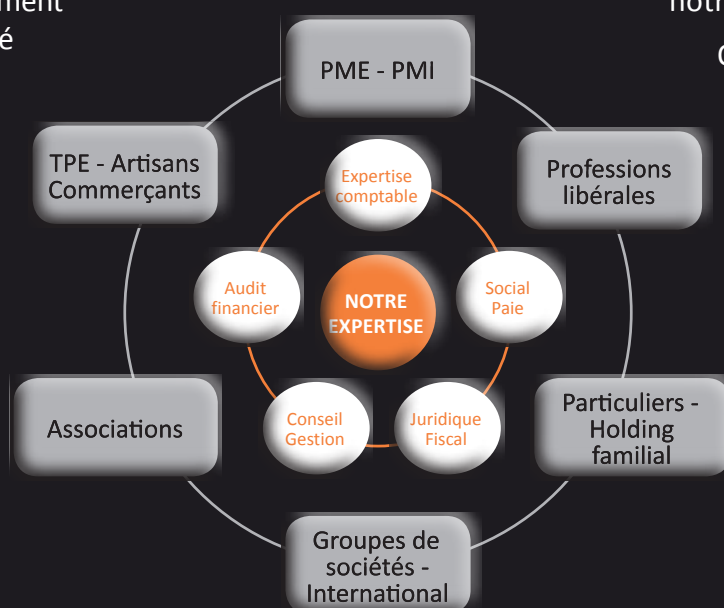 PME - PMI
TPE - Artisans
Commerçants
Professions
libérales
Expertise
comptable
Audit
financier
NOTRE
EXPERTISE
Social
Paie
Conseil
Gestion
Juridique
Fiscal
Associations
Particuliers -
Holding
familial
Groupes de
sociétés -
International